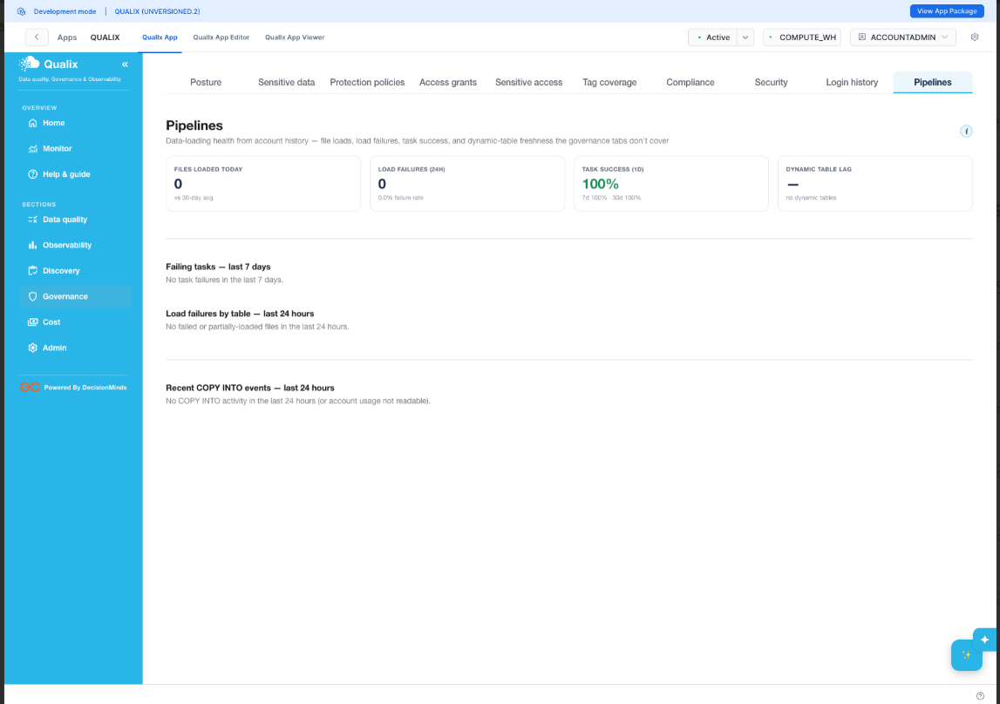 Development mode | QUALIX (UNVERSIONED.2)
View App Package
Apps QUALIX Qualix App Qualix App Editor Qualix App Viewer
Active COMPUTE_WH ACCOUNTADMIN
Qualix «
Data quality, Governance & Observability
OVERVIEW
Home
Monitor
Help & guide
SECTIONS
Data quality
Observability
Discovery
Governance
Cost
Admin
Powered By DecisionMinds
Posture Sensitive data Protection policies Access grants Sensitive access Tag coverage Compliance Security Login history Pipelines
Pipelines
Data-loading health from account history — file loads, load failures, task success, and dynamic-table freshness the governance tabs don't cover
i
FILES LOADED TODAY
0
vs 30-day avg
LOAD FAILURES (24H)
0
0.0% failure rate
TASK SUCCESS (1D)
100%
7d 100% · 30d 100%
DYNAMIC TABLE LAG
—
no dynamic tables
Failing tasks — last 7 days
No task failures in the last 7 days.
Load failures by table — last 24 hours
No failed or partially-loaded files in the last 24 hours.
Recent COPY INTO events — last 24 hours
No COPY INTO activity in the last 24 hours (or account usage not readable).